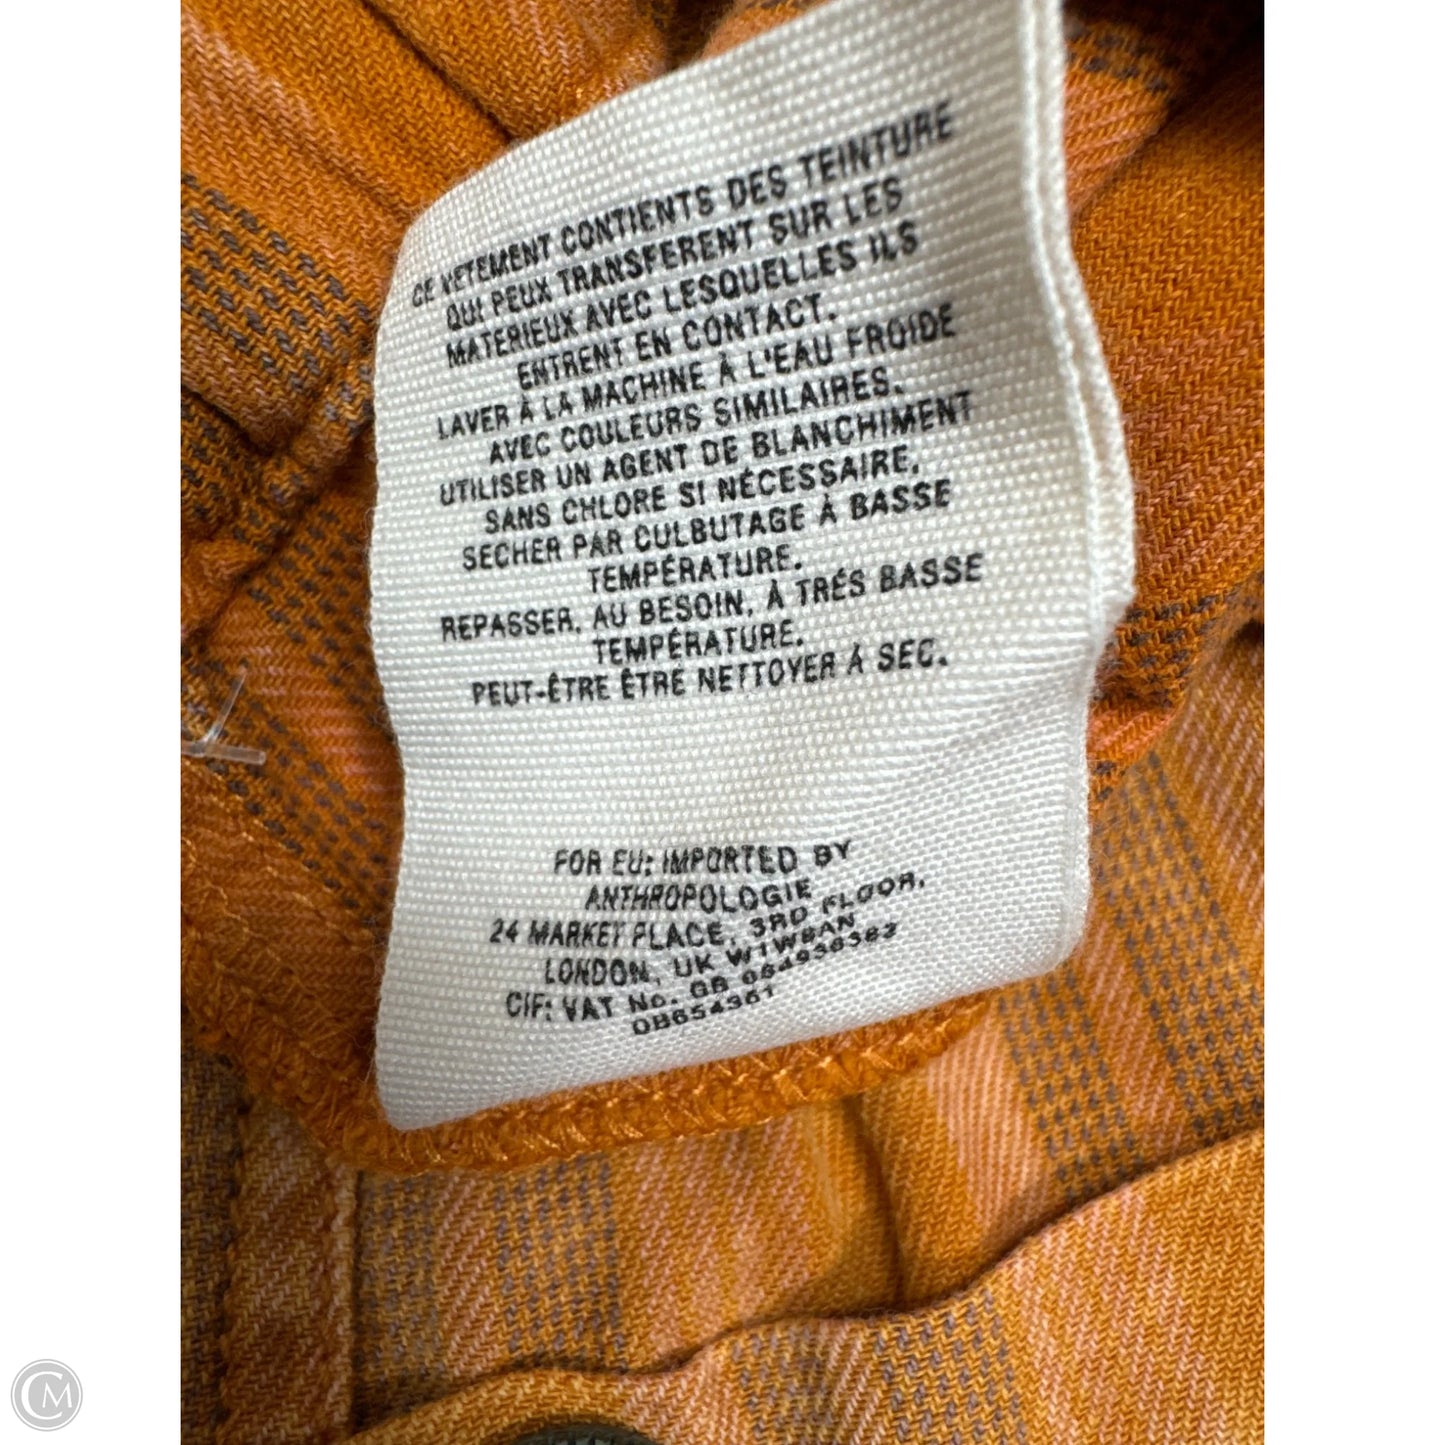 CE VETEMENT CONTIENTS DES TEINTURE
QUI PEUX TRANSFERENT SUR LES
MATERIEUX AVEC LESQUELLES ILS
ENTRENT EN CONTACT.
LAVER À LA MACHINE À L'EAU FROIDE
AVEC COULEURS SIMILAIRES.
UTILISER UN AGENT DE BLANCHIMENT
SANS CHLORE SI NÉCESSAIRE.
SECHER PAR CULBUTAGE À BASSE
TEMPÉRATURE.
REPASSER, AU BESOIN, À TRÉS BASSE
TEMPÉRATURE.
PEUT-ÊTRE ÊTRE NETTOYER À SEC.
FOR EU: IMPORTED BY
ANTHROPOLOGIE
24 MARKET PLACE, 3RD FLOOR,
LONDON, UK W1W8AN
CIF: VAT No. GB
CM